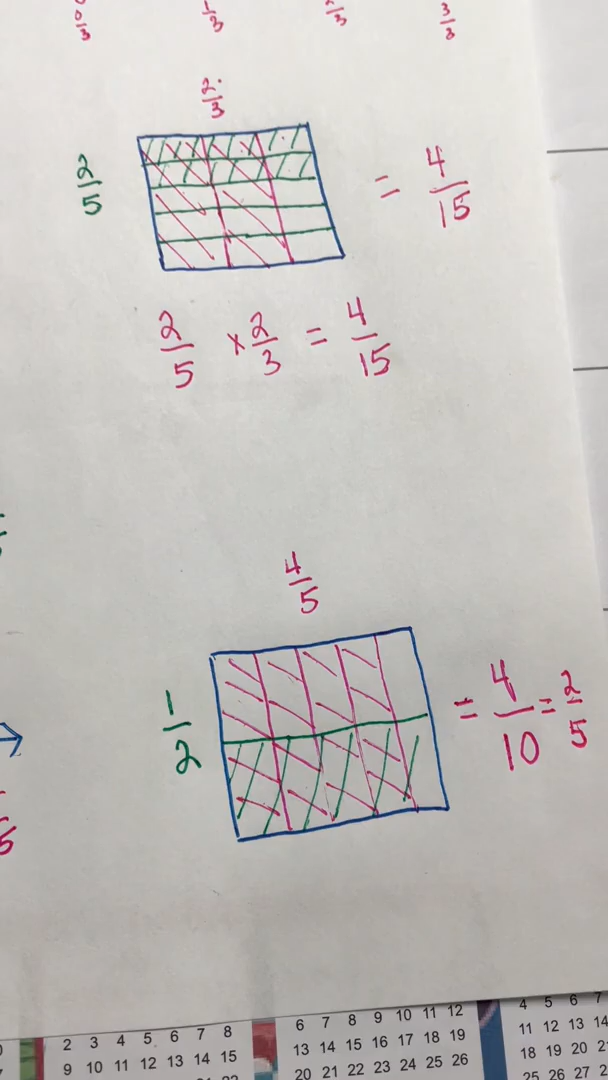 0/3 1/3 2/3 3/3
2/3
2/5
= 4/15
2/5 × 2/3 = 4/15
4/5
1/2
= 4/10 = 2/5
5
2 3 4 5 6 7 8
9 10 11 12 13 14 15
6 7 8 9 10 11 12
13 14 15 16 17 18 19
20 21 22 23 24 25 26
4 5 6 7
11 12 13 14
18 19 20
25 26 27